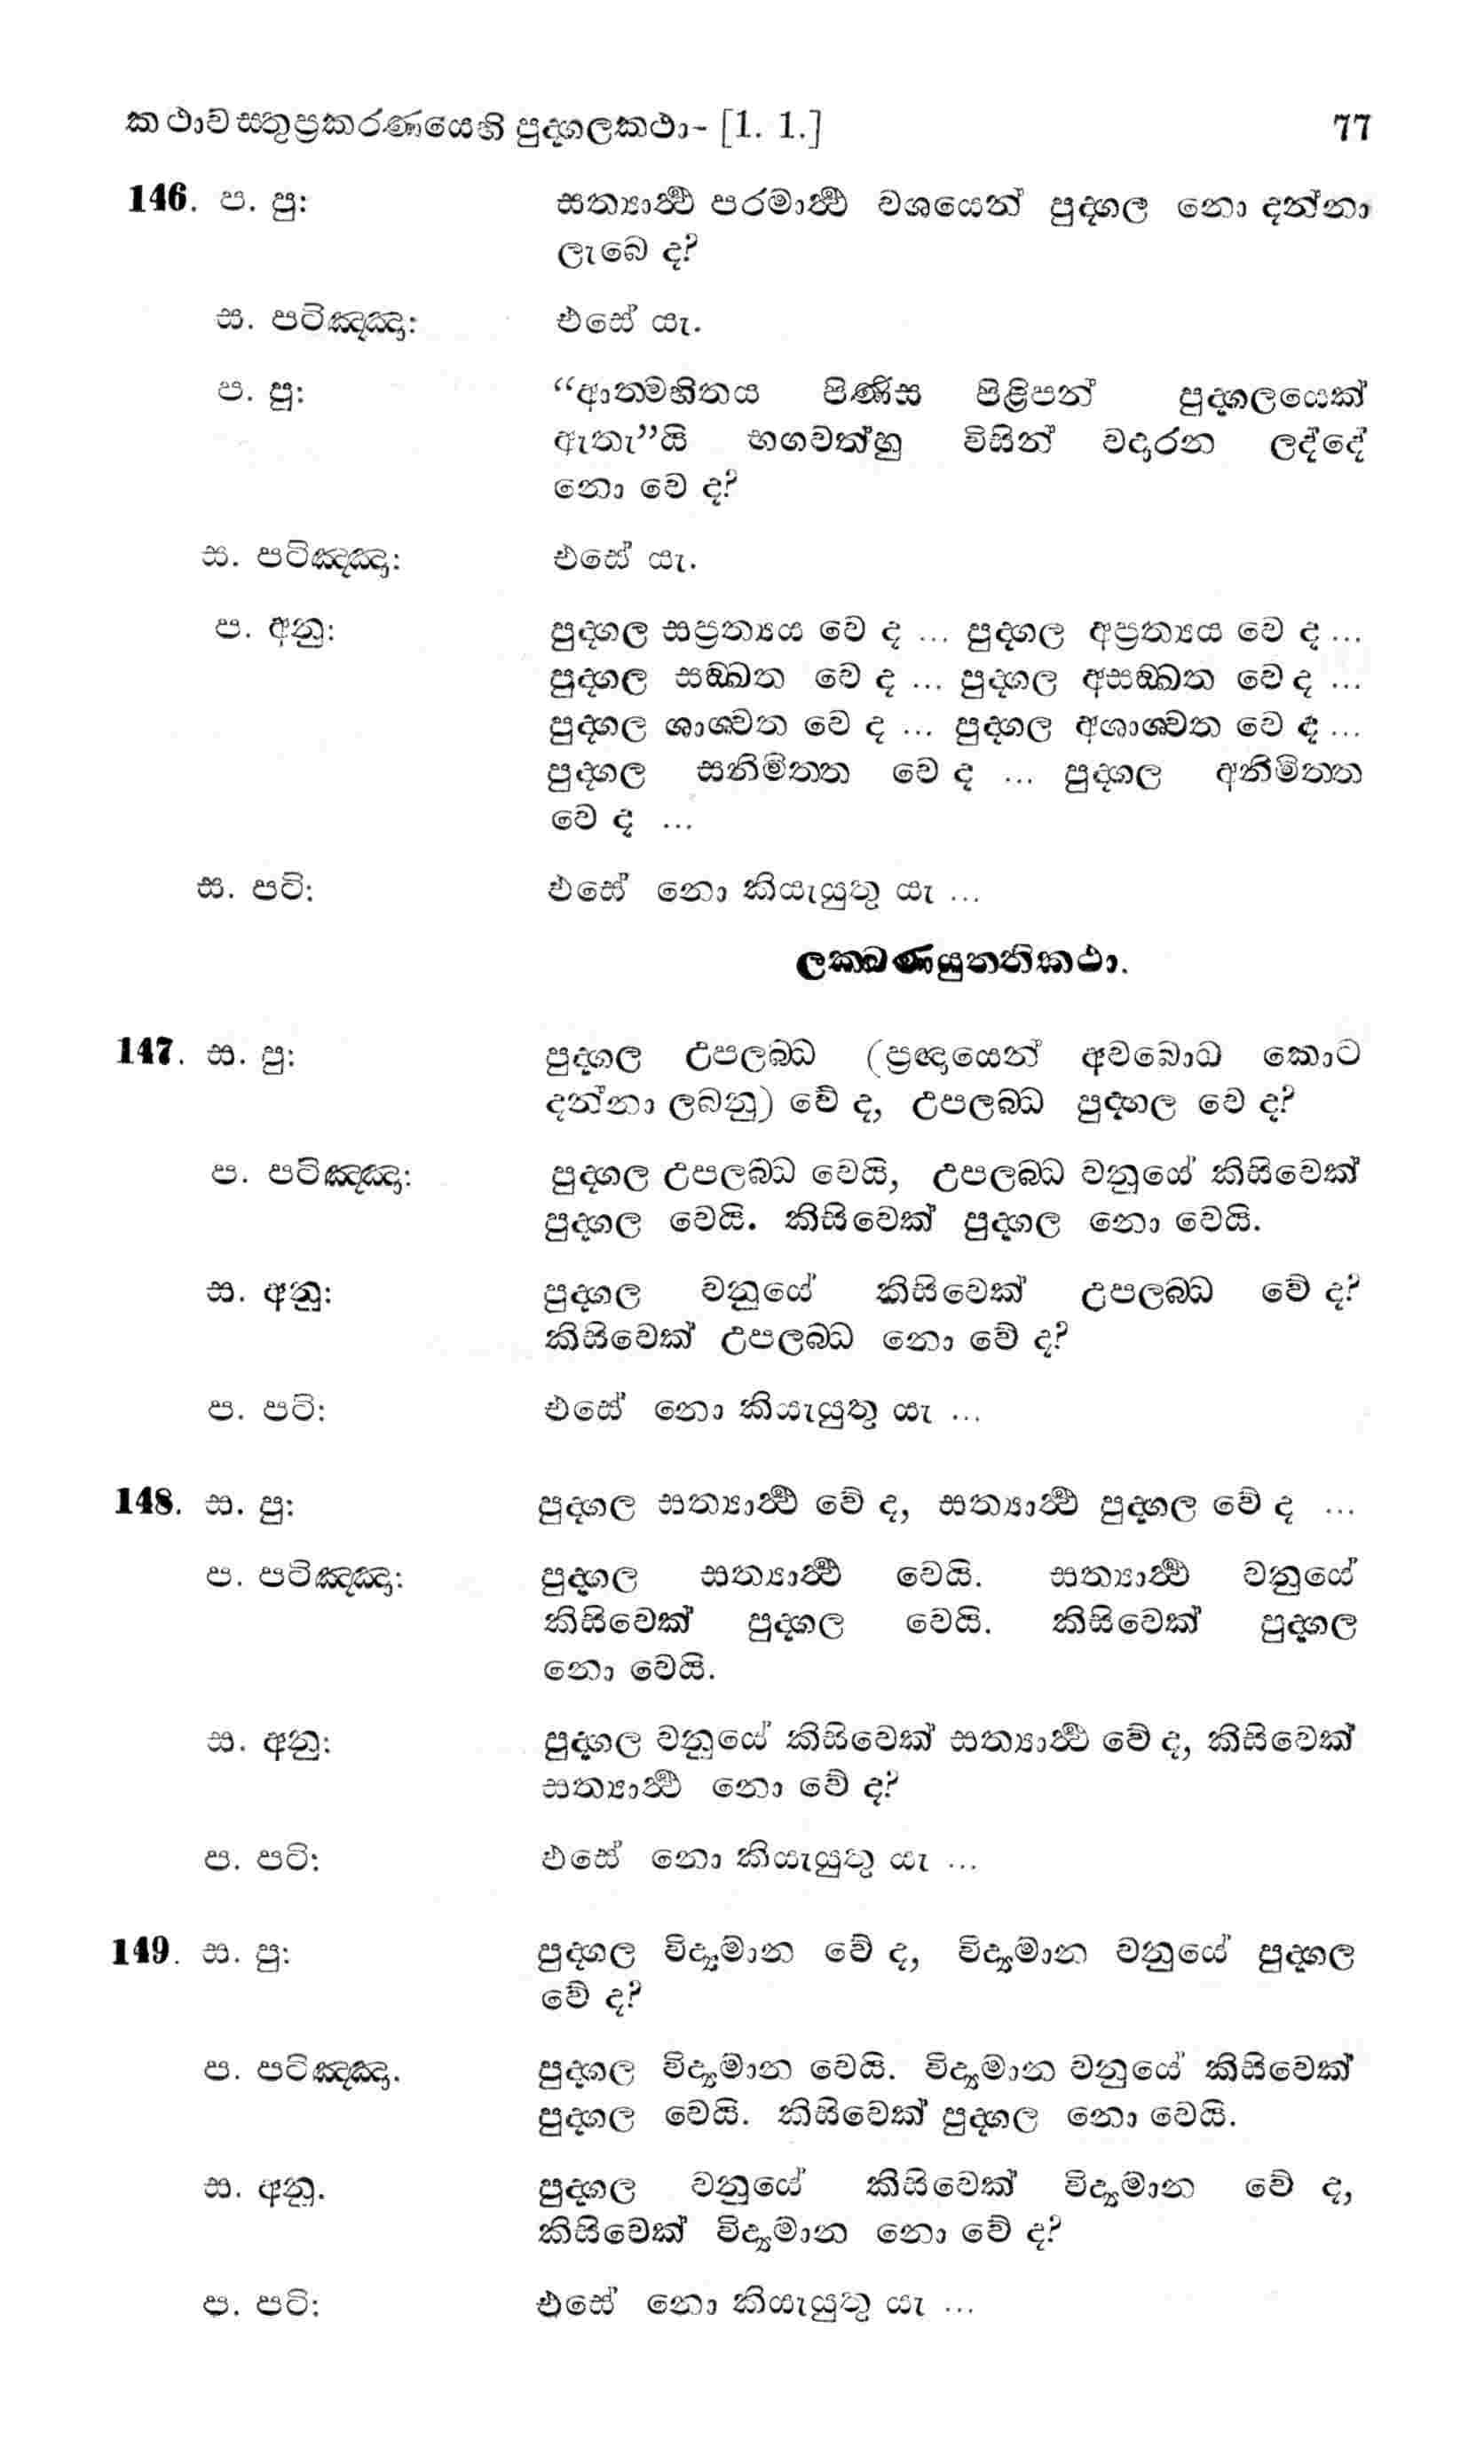 කථාවස්තුප්‍රකරණයෙහි පුද්ගලකථා- [1. 1.] 77
146. ප. පු: සත්‍යාර්‍ත්‍ථ පරමාර්‍ත්‍ථ වශයෙන් පුද්ගල නො දන්නා
ලැබෙ ද?
ස. පටිඤ්ඤා: එසේ යැ.
ප. පු: “ආත්මහිතය පිණිස පිළිපන් පුද්ගලයෙක්
ඇතැ”යි භගවත්හු විසින් වදාරන ලද්දේ
නො වෙ ද?
ස. පටිඤ්ඤා: එසේ යැ.
ප. අනු: පුද්ගල සප්‍රත්‍යය වෙ ද ... පුද්ගල අප්‍රත්‍යය වෙ ද ...
පුද්ගල සඞ්ඛත වෙ ද ... පුද්ගල අසඞ්ඛත වෙ ද ...
පුද්ගල ශාශ්වත වෙ ද ... පුද්ගල අශාශ්වත වෙ ද ...
පුද්ගල සනිමිත්ත වෙ ද ... පුද්ගල අනිමිත්ත
වෙ ද ...
ස. පටි: එසේ නො කියැයුතු යැ ...
ලක්ඛණයුත්තිකථා.
147. ස. පු: පුද්ගල උපලබ්ධ (ප්‍රඥායෙන් අවබොධ කොට
දන්නා ලබනු) වේ ද, උපලබ්ධ පුද්ගල වෙ ද?
ප. පටිඤ්ඤා: පුද්ගල උපලබ්ධ වෙයි, උපලබ්ධ වනුයේ කිසිවෙක්
පුද්ගල වෙයි. කිසිවෙක් පුද්ගල නො වෙයි.
ස. අනු: පුද්ගල වනුයේ කිසිවෙක් උපලබ්ධ වේ ද?
කිසිවෙක් උපලබ්ධ නො වේ ද?
ප. පටි: එසේ නො කියැයුතු යැ ...
148. ස. පු: පුද්ගල සත්‍යාර්‍ත්‍ථ වේ ද, සත්‍යාර්‍ත්‍ථ පුද්ගල වේ ද ...
ප. පටිඤ්ඤා: පුද්ගල සත්‍යාර්‍ත්‍ථ වෙයි. සත්‍යාර්‍ත්‍ථ වනුයේ
කිසිවෙක් පුද්ගල වෙයි. කිසිවෙක් පුද්ගල
නො වෙයි.
ස. අනු: පුද්ගල වනුයේ කිසිවෙක් සත්‍යාර්‍ත්‍ථ වේ ද, කිසිවෙක්
සත්‍යාර්‍ත්‍ථ නො වේ ද?
ප. පටි: එසේ නො කියැයුතු යැ ...
149. ස. පු: පුද්ගල විද්‍යමාන වේ ද, විද්‍යමාන වනුයේ පුද්ගල
වේ ද?
ප. පටිඤ්ඤා. පුද්ගල විද්‍යමාන වෙයි. විද්‍යමාන වනුයේ කිසිවෙක්
පුද්ගල වෙයි. කිසිවෙක් පුද්ගල නො වෙයි.
ස. අනු. පුද්ගල වනුයේ කිසිවෙක් විද්‍යමාන වේ ද,
කිසිවෙක් විද්‍යමාන නො වේ ද?
ප. පටි: එසේ නො කියැයුතු යැ ...